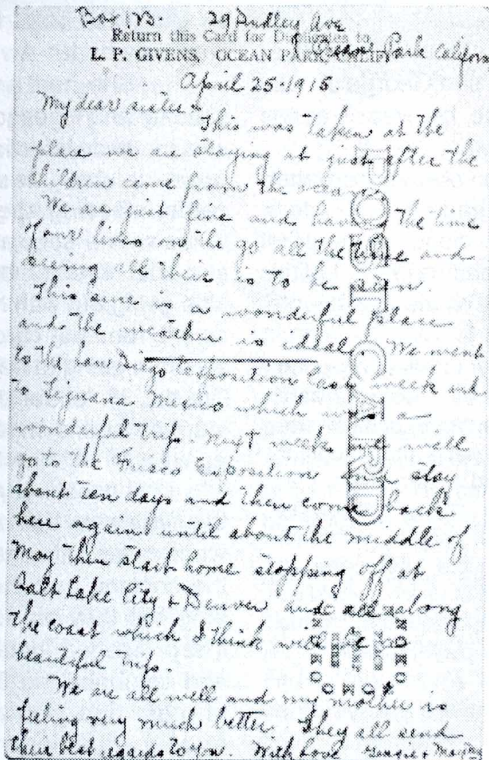 Box 123. 29 Dudley Ave
Return this Card for Duplicates to
L. P. GIVENS, OCEAN PARK, CALIF.
Ocean Park Californ
April 25-1915.
My dear sister
This was taken at the
place we are staying at just after the
children come from the ocean.
We are just fine and having the time
of our lives on the go all the time and
seeing all their is to be seen.
This sure is a wonderful place
and the weather is ideal. We went
to the San Diego Exposition last week and
to Tijuana Mexico which was a
wonderful trip. Next week we will
go to the Frisco Exposition and stay
about ten days and then come back
here again until about the middle of
May then start home stopping off at
Salt Lake City & Denver and all along
the coast which I think will be a
beautiful trip.
We are all well and my mother is
feeling very much better. They all send
their best regards to you. With Love
POST CARD